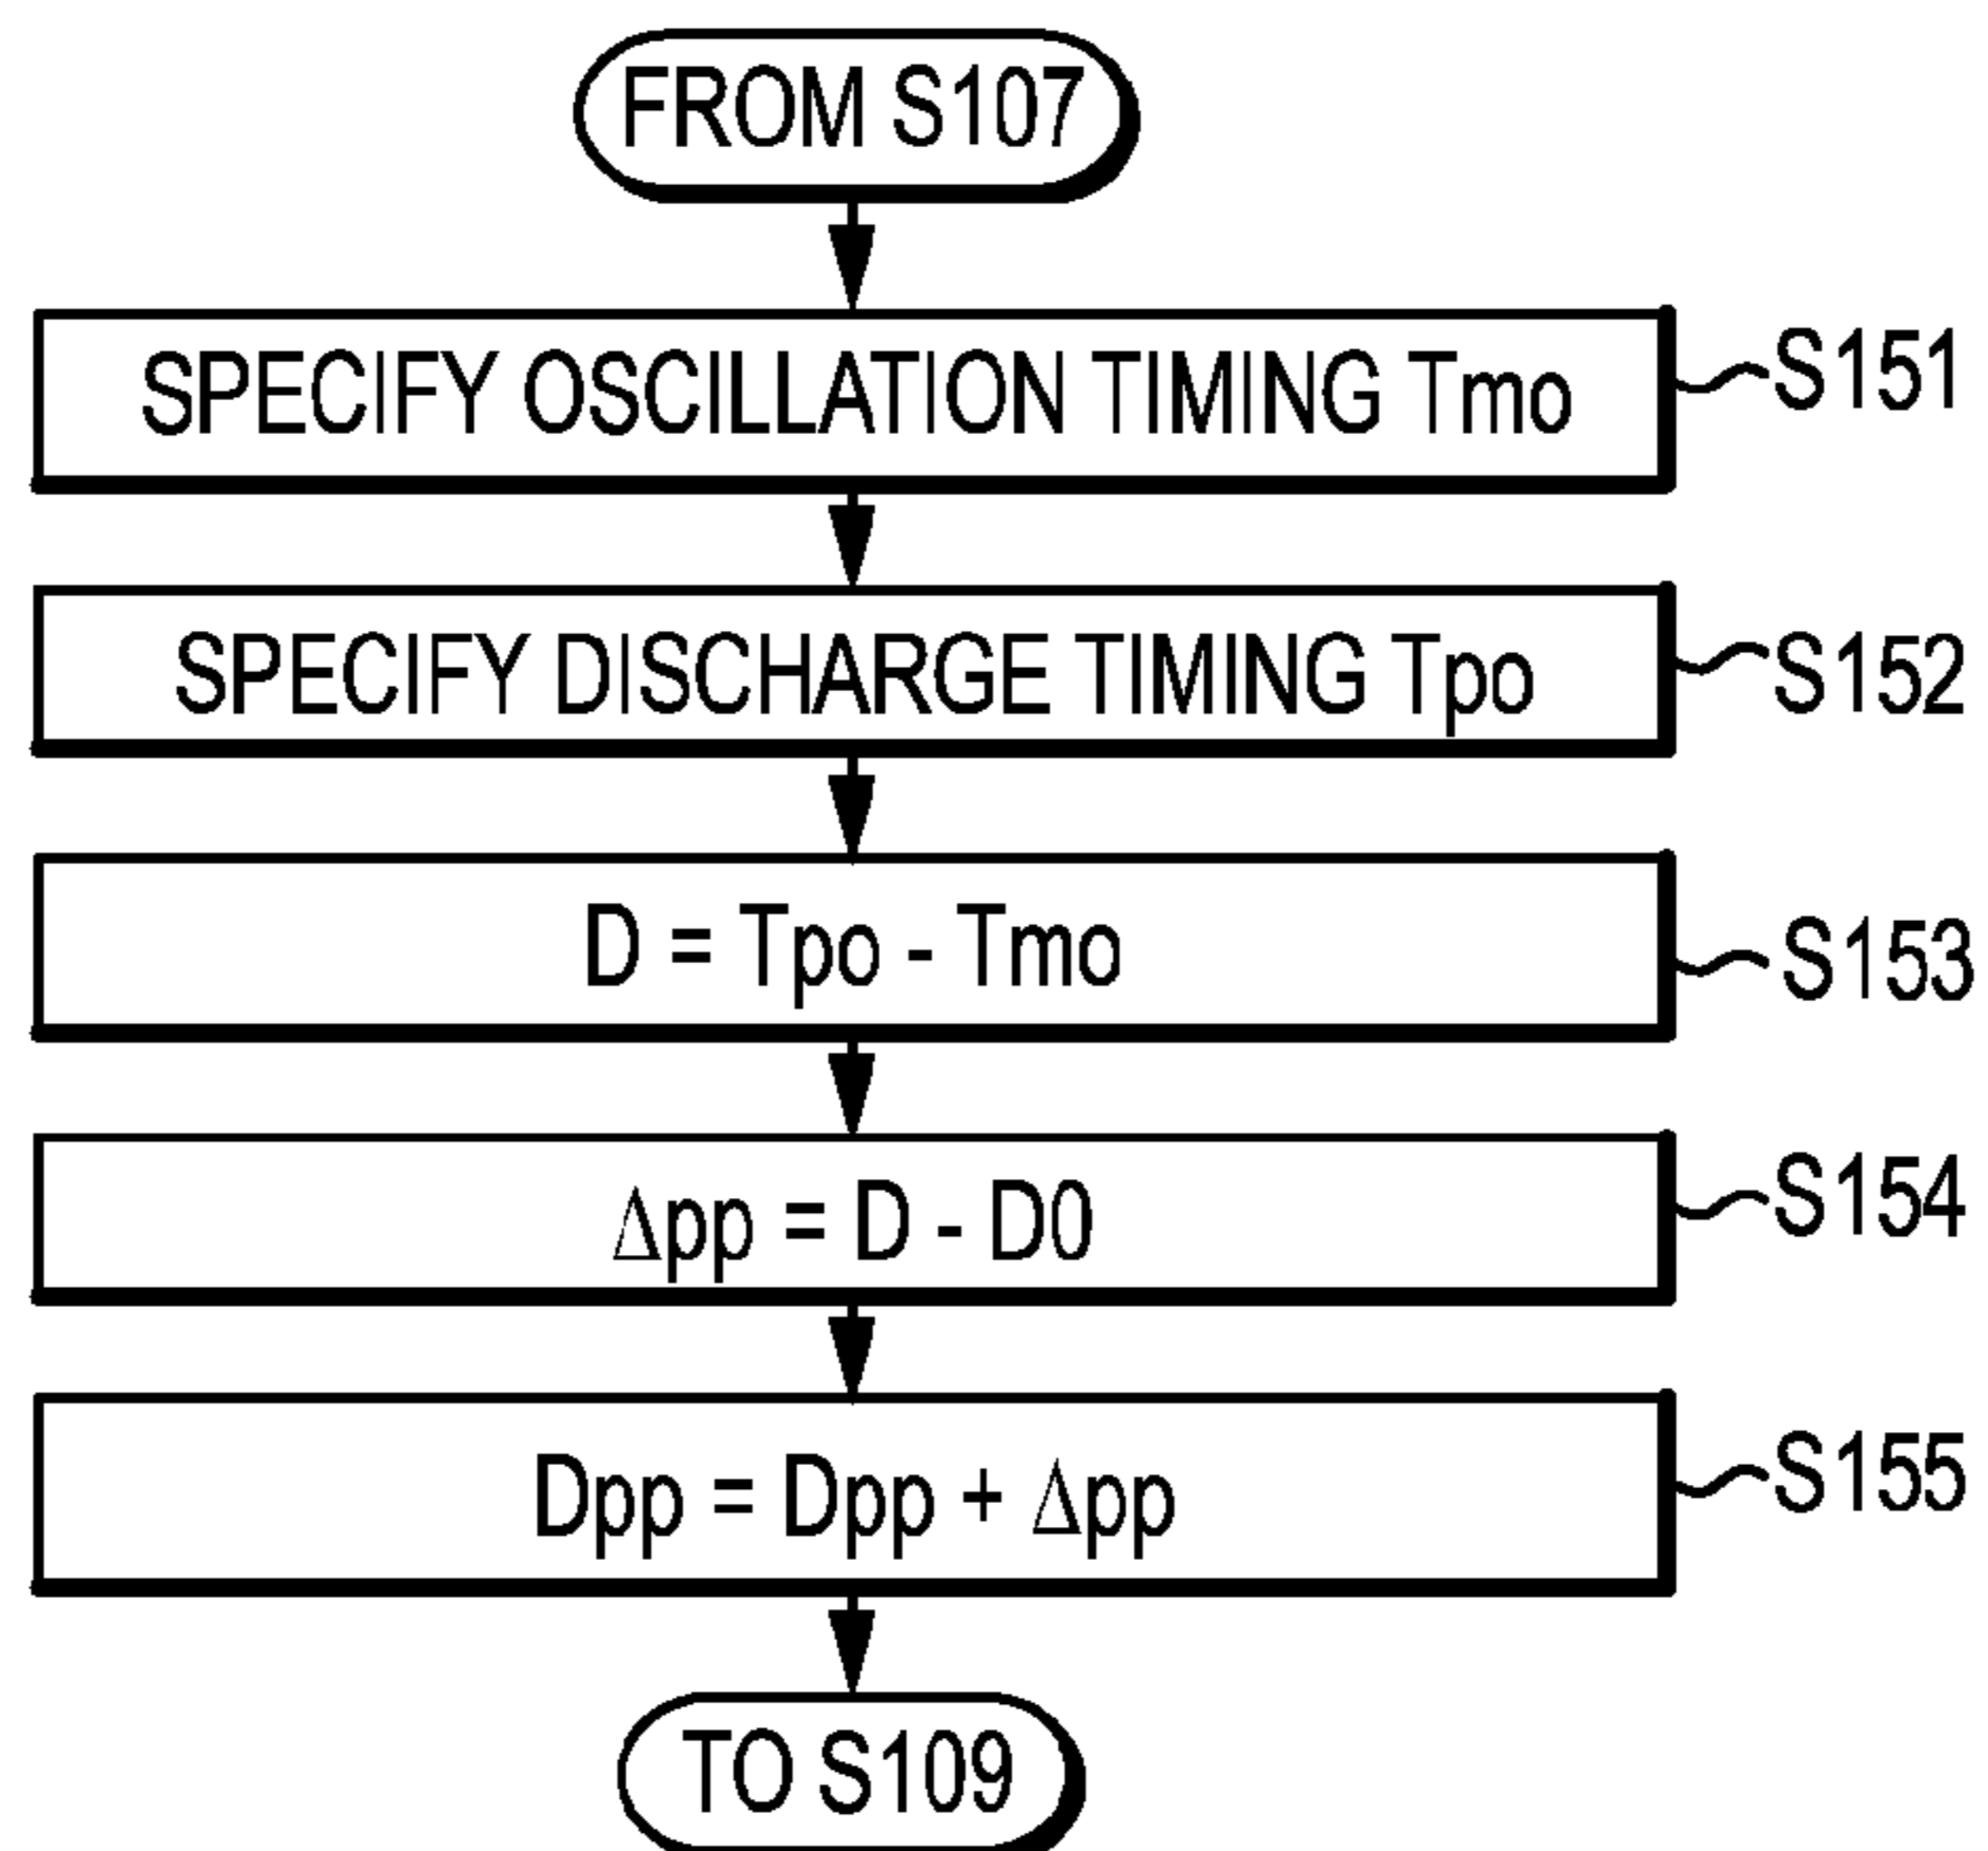 FROM S107
SPECIFY OSCILLATION TIMING Tmo
S151
SPECIFY DISCHARGE TIMING Tpo
S152
D = Tpo - Tmo
S153
Δpp = D - D0
S154
Dpp = Dpp + Δpp
S155
TO S109